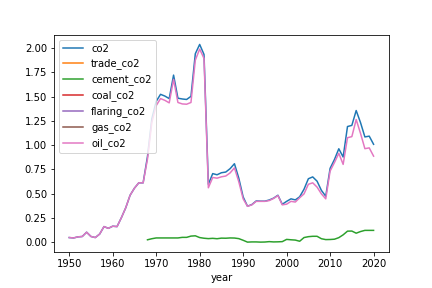 2.00
1.75
1.50
1.25
1.00
0.75
0.50
0.25
0.00
co2
trade_co2
cement_co2
coal_co2
flaring_co2
gas_co2
oil_co2
1950 1960 1970 1980 1990 2000 2010 2020
year